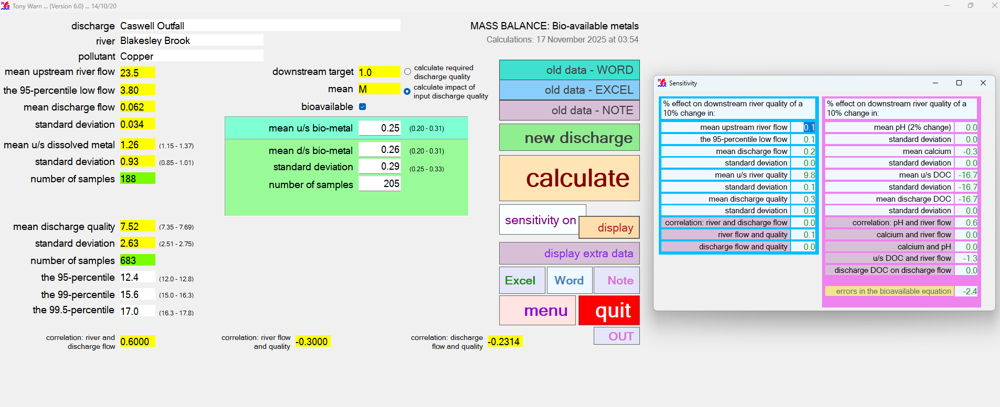 Tony Warn ... (Version 6.0) ... 14/10/20
discharge Caswell Outfall
river Blakesley Brook
pollutant Copper
MASS BALANCE: Bio-available metals
Calculations: 17 November 2025 at 03:54
mean upstream river flow 23.5
the 95-percentile low flow 3.80
mean discharge flow 0.062
standard deviation 0.034
mean u/s dissolved metal 1.26 (1.15 - 1.37)
standard deviation 0.93 (0.85 - 1.01)
number of samples 188
mean discharge quality 7.52 (7.35 - 7.69)
standard deviation 2.63 (2.51 - 2.75)
number of samples 683
the 95-percentile 12.4 (12.0 - 12.8)
the 99-percentile 15.6 (15.0 - 16.3)
the 99.5-percentile 17.0 (16.3 - 17.8)
downstream target 1.0
mean M
bioavailable
calculate required
discharge quality
calculate impact of
input discharge quality
mean u/s bio-metal 0.25 (0.20 - 0.31)
mean d/s bio-metal 0.26 (0.20 - 0.31)
standard deviation 0.29 (0.25 - 0.33)
number of samples 205
correlation: river and
discharge flow 0.6000
correlation: river flow
and quality -0.3000
correlation: discharge
flow and quality -0.2314
old data - WORD
old data - EXCEL
old data - NOTE
new discharge
calculate
sensitivity on
display
display extra data
Excel Word Note
menu quit
OUT
Sensitivity
% effect on downstream river quality of a
10% change in:
mean upstream river flow 0.1
the 95-percentile low flow 0.1
mean discharge flow 0.2
standard deviation 0.0
mean u/s river quality 9.8
standard deviation 0.1
mean discharge quality 0.3
standard deviation 0.0
correlation: river and discharge flow 0.0
river flow and quality 0.1
discharge flow and quality 0.0
% effect on downstream river quality of a
10% change in:
mean pH (2% change) 0.0
standard deviation 0.0
mean calcium -0.3
standard deviation 0.0
mean u/s DOC -16.7
standard deviation -16.7
mean discharge DOC -16.7
standard deviation 0.0
correlation: pH and river flow 0.6
calcium and river flow 0.0
calcium and pH 0.0
u/s DOC and river flow -1.3
discharge DOC on discharge flow 0.0
errors in the bioavailable equation -2.4